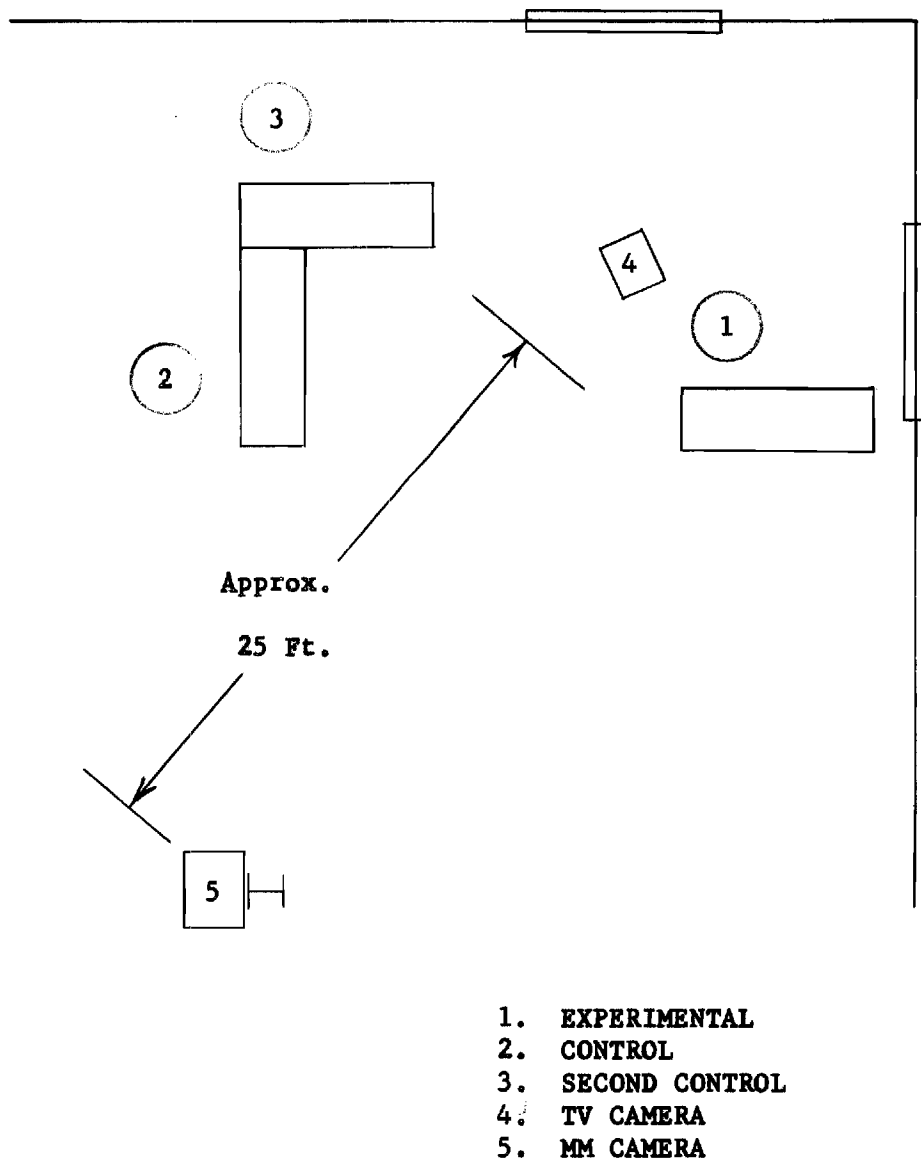 3
4
1
2
Approx.
25 Ft.
5
1. EXPERIMENTAL
2. CONTROL
3. SECOND CONTROL
4. TV CAMERA
5. MM CAMERA